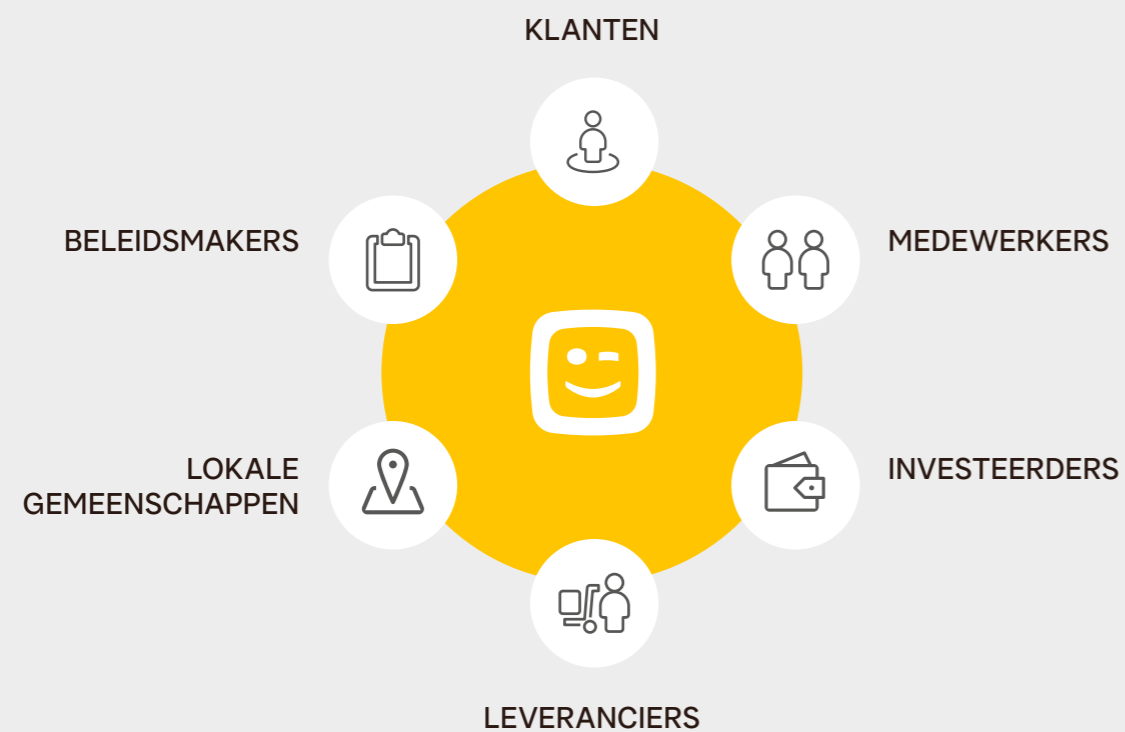 KLANTEN
BELEIDSMAKERS
MEDEWERKERS
LOKALE
GEMEENSCHAPPEN
INVESTEERDERS
LEVERANCIERS